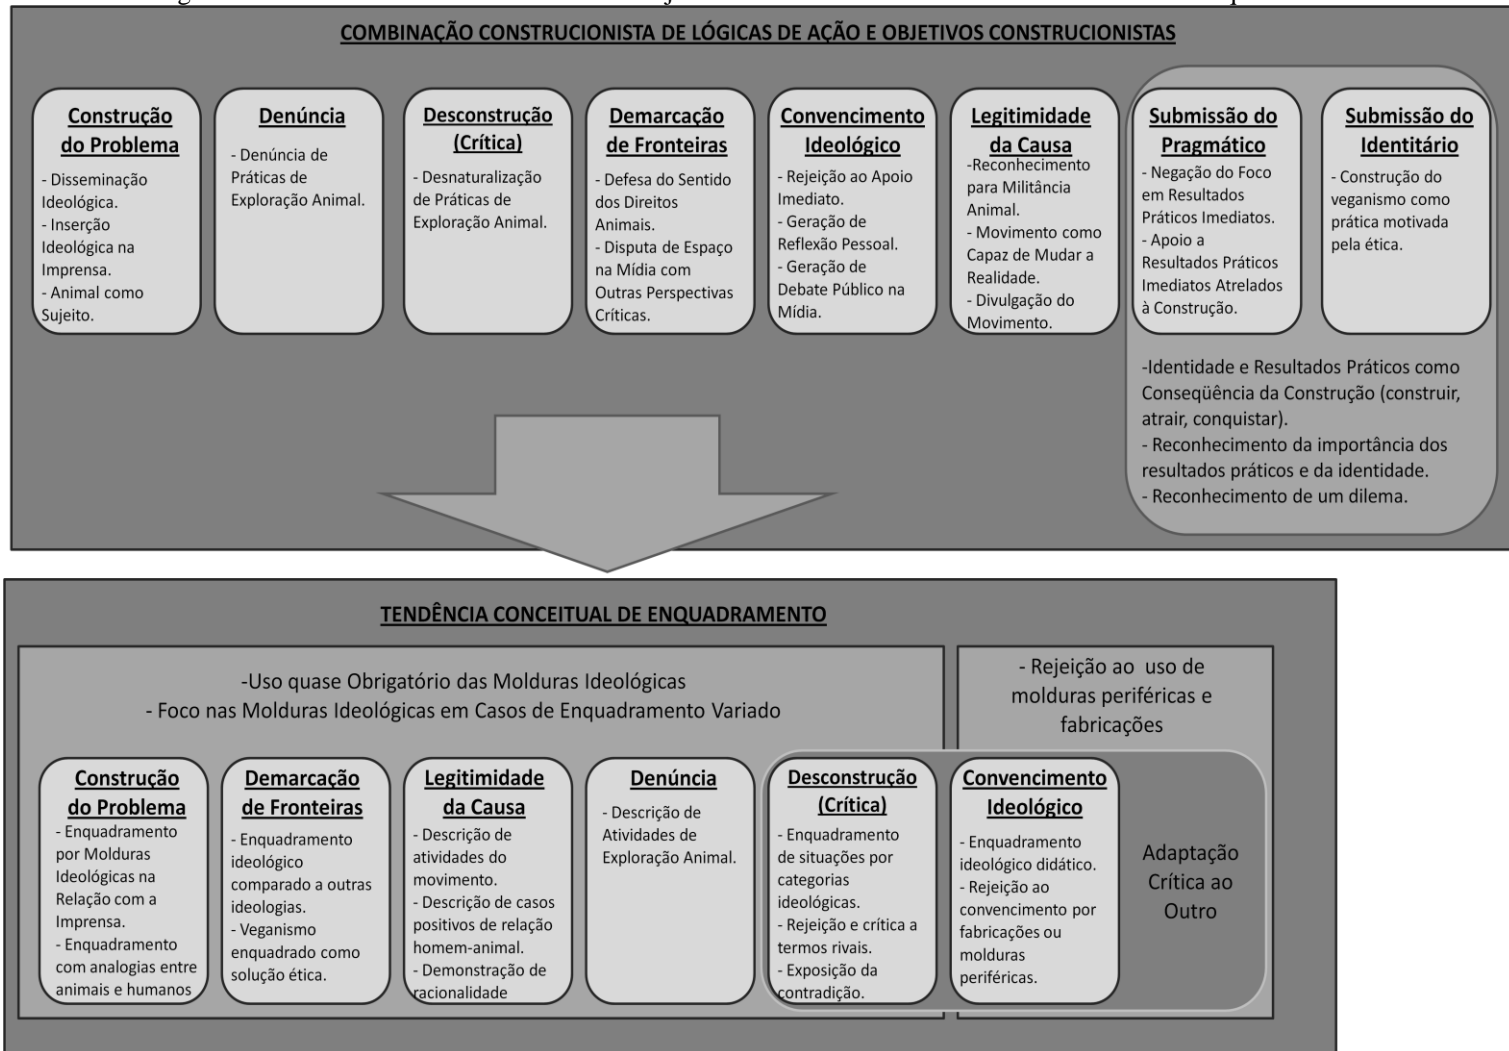 COMBINAÇÃO CONSTRUCIONISTA DE LÓGICAS DE AÇÃO E OBJETIVOS CONSTRUCIONISTAS
Construção
do Problema
- Disseminação
Ideológica.
- Inserção
Ideológica na
Imprensa.
- Animal como
Sujeito.
Denúncia
- Denúncia de
Práticas de
Exploração Animal.
Desconstrução
(Crítica)
- Desnaturalização
de Práticas de
Exploração Animal.
Demarcação
de Fronteiras
- Defesa do Sentido
dos Direitos
Animais.
- Disputa de Espaço
na Mídia com
Outras Perspectivas
Críticas.
Convencimento
Ideológico
- Rejeição ao Apoio
Imediato.
- Geração de
Reflexão Pessoal.
- Geração de
Debate Público na
Mídia.
Legitimidade
da Causa
-Reconhecimento
para Militância
Animal.
- Movimento como
Capaz de Mudar a
Realidade.
- Divulgação do
Movimento.
Submissão do
Pragmático
- Negação do Foco
em Resultados
Práticos Imediatos.
- Apoio a
Resultados Práticos
Imediatos Atrelados
à Construção.
Submissão do
Identitário
- Construção do
veganismo como
prática motivada
pela ética.
-Identidade e Resultados Práticos como
Conseqüência da Construção (construir,
atrair, conquistar).
- Reconhecimento da importância dos
resultados práticos e da identidade.
- Reconhecimento de um dilema.
TENDÊNCIA CONCEITUAL DE ENQUADRAMENTO
-Uso quase Obrigatório das Molduras Ideológicas
- Foco nas Molduras Ideológicas em Casos de Enquadramento Variado
- Rejeição ao uso de
molduras periféricas e
fabricações
Construção
do Problema
- Enquadramento
por Molduras
Ideológicas na
Relação com a
Imprensa.
- Enquadramento
com analogias entre
animais e humanos
Demarcação
de Fronteiras
- Enquadramento
ideológico
comparado a outras
ideologias.
- Veganismo
enquadrado como
solução ética.
Legitimidade
da Causa
- Descrição de
atividades do
movimento.
- Descrição de casos
positivos de relação
homem-animal.
- Demonstração de
racionalidade
Denúncia
- Descrição de
Atividades de
Exploração Animal.
Desconstrução
(Crítica)
- Enquadramento
de situações por
categorias
ideológicas.
- Rejeição e crítica a
termos rivais.
- Exposição da
contradição.
Convencimento
Ideológico
- Enquadramento
ideológico didático.
- Rejeição ao
convencimento por
fabricações ou
molduras
periféricas.
Adaptação
Crítica ao
Outro